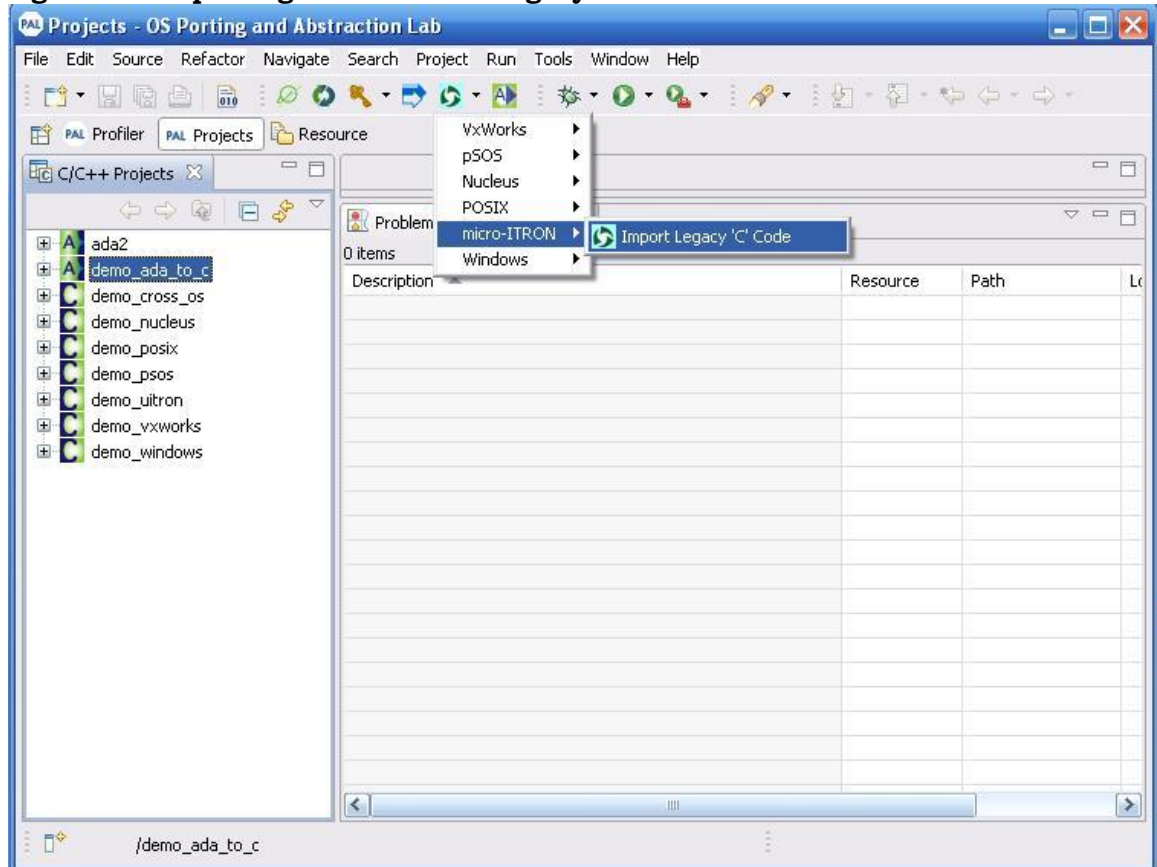 PAL Projects - OS Porting and Abstraction Lab
File Edit Source Refactor Navigate Search Project Run Tools Window Help
010
PAL Profiler PAL Projects Resource
VxWorks
pSOS
Nucleus
POSIX
micro-ITRON
Windows
Import Legacy 'C' Code
C/C++ Projects
A ada2
A demo_ada_to_c
C demo_cross_os
C demo_nucleus
C demo_posix
C demo_psos
C demo_uitron
C demo_vxworks
C demo_windows
Problem
0 items
Description Resource Path
/demo_ada_to_c